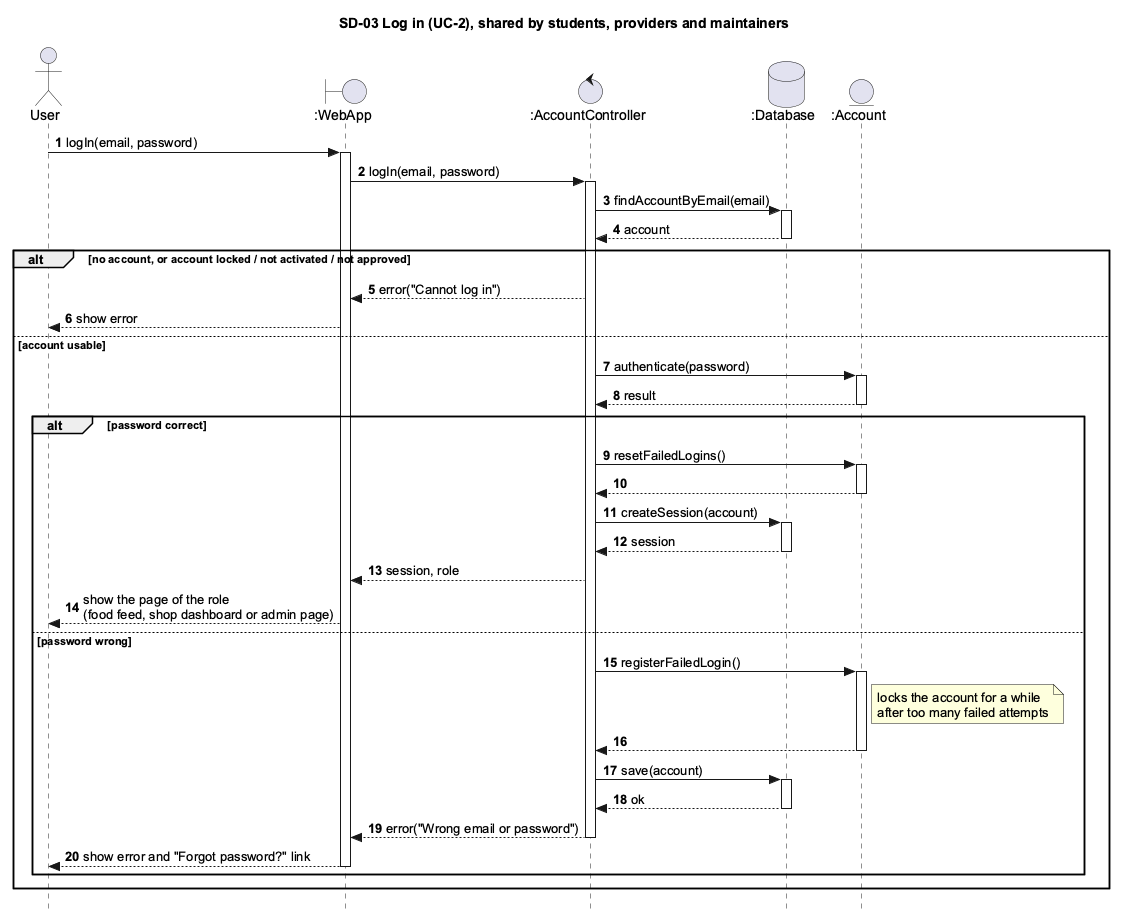 SD-03 Log in (UC-2), shared by students, providers and maintainers
User
:WebApp
:AccountController
:Database
:Account
1 logIn(email, password)
2 logIn(email, password)
3 findAccountByEmail(email)
4 account
alt
[no account, or account locked / not activated / not approved]
5 error("Cannot log in")
6 show error
[account usable]
7 authenticate(password)
8 result
alt
[password correct]
9 resetFailedLogins()
10
11 createSession(account)
12 session
13 session, role
14 show the page of the role
(food feed, shop dashboard or admin page)
[password wrong]
15 registerFailedLogin()
locks the account for a while
after too many failed attempts
16
17 save(account)
18 ok
19 error("Wrong email or password")
20 show error and "Forgot password?" link